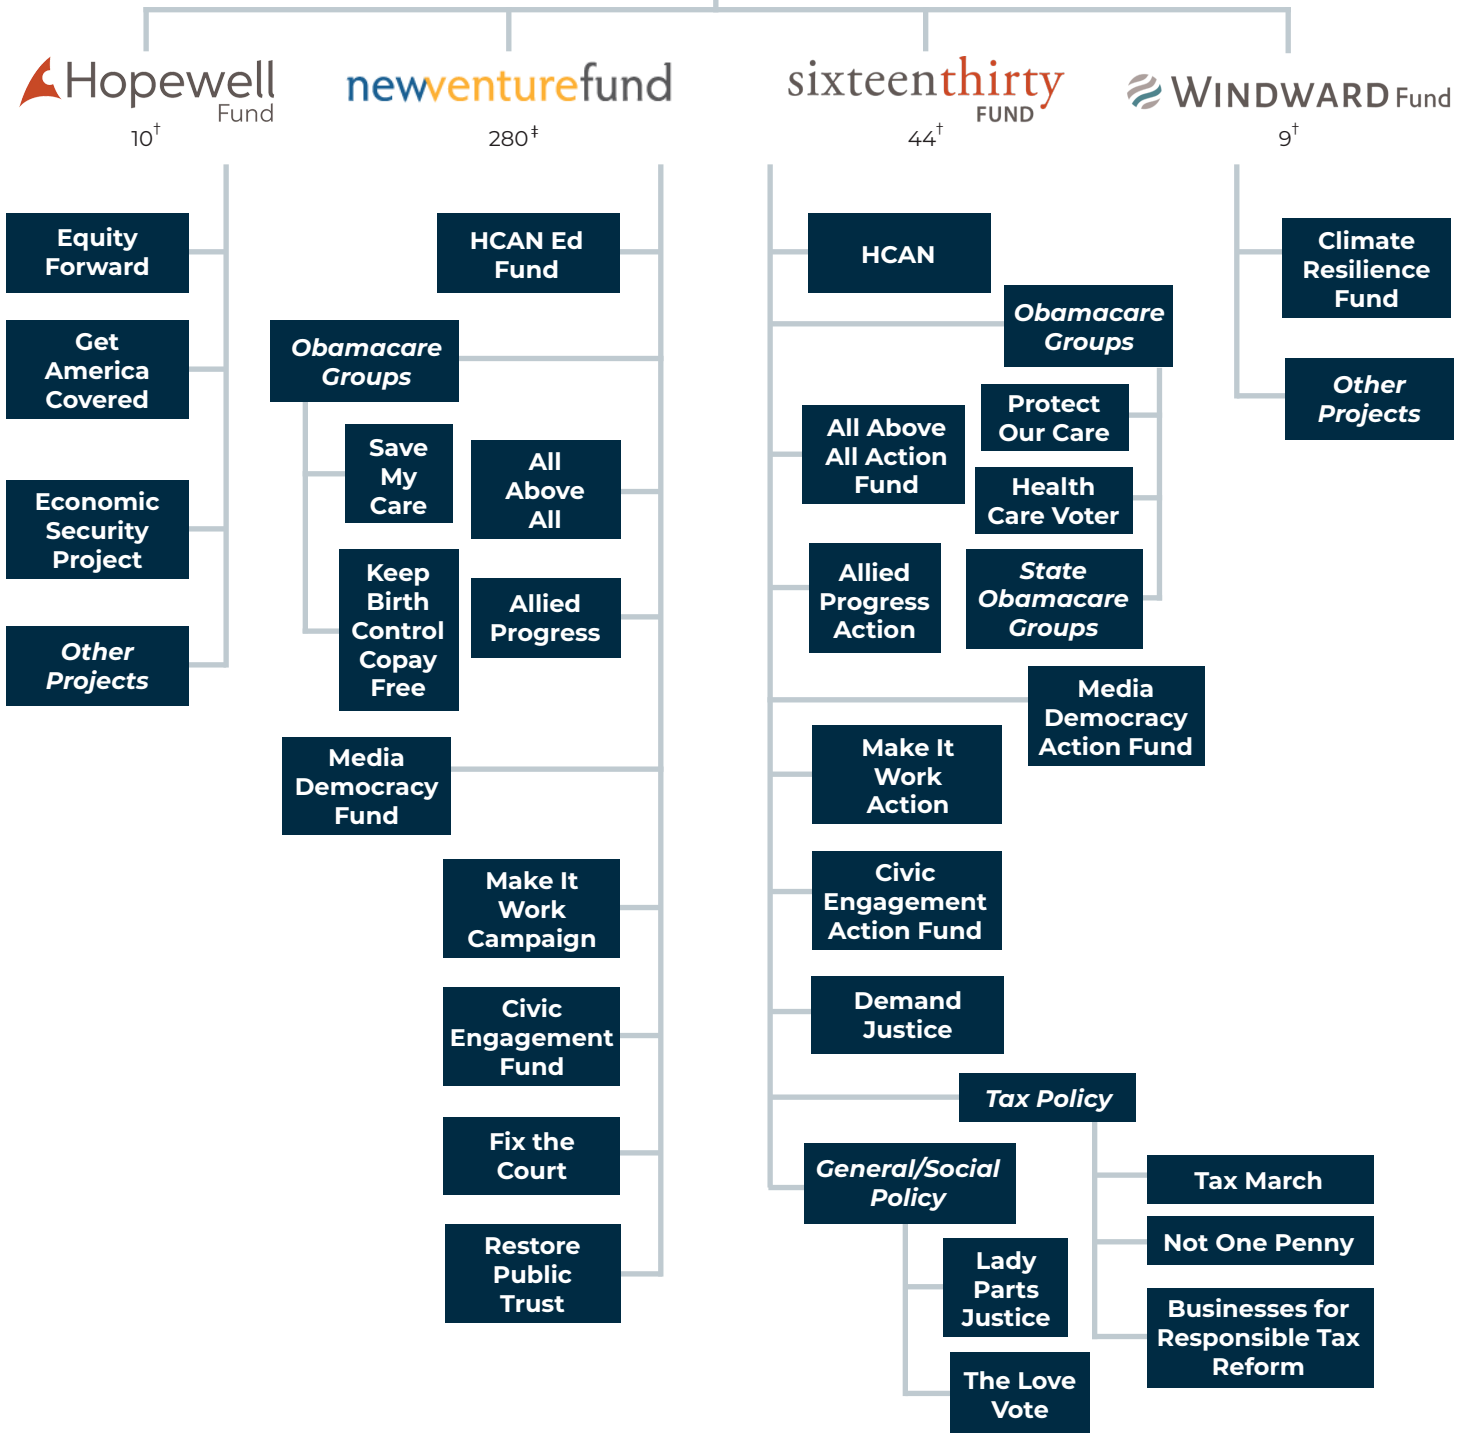 Hopewell
Fund
10†
newventurefund
280‡
sixteenthirty
FUND
44†
WINDWARD Fund
9†
Equity
Forward
Get
America
Covered
Economic
Security
Project
Other
Projects
HCAN Ed
Fund
Obamacare
Groups
Save
My
Care
Keep
Birth
Control
Copay
Free
All
Above
All
Allied
Progress
Media
Democracy
Fund
Make It
Work
Campaign
Civic
Engagement
Fund
Fix the
Court
Restore
Public
Trust
HCAN
Obamacare
Groups
Protect
Our Care
Health
Care Voter
State
Obamacare
Groups
All Above
All Action
Fund
Allied
Progress
Action
Media
Democracy
Action Fund
Make It
Work
Action
Civic
Engagement
Action Fund
Demand
Justice
Tax Policy
Tax March
Not One Penny
Businesses for
Responsible Tax
Reform
General/Social
Policy
Lady
Parts
Justice
The Love
Vote
Climate
Resilience
Fund
Other
Projects